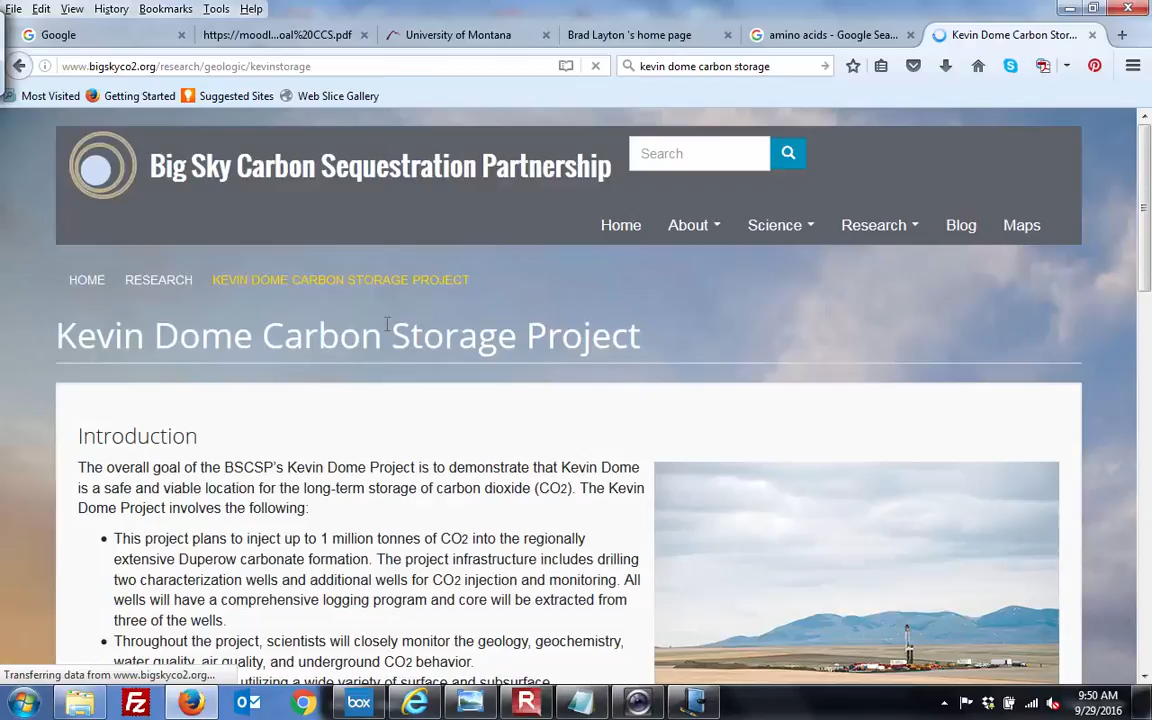 File Edit View History Bookmarks Tools Help
Google
https://moodl...oal%20CCS.pdf
University of Montana
Brad Layton 's home page
amino acids - Google Sea...
Kevin Dome Carbon Stor...
www.bigskyco2.org/research/geologic/kevinstorage
kevin dome carbon storage
Most Visited Getting Started Suggested Sites Web Slice Gallery
Big Sky Carbon Sequestration Partnership
Search
Home About Science Research Blog Maps
HOME RESEARCH KEVIN DOME CARBON STORAGE PROJECT
Kevin Dome Carbon Storage Project
Introduction
The overall goal of the BSCSP's Kevin Dome Project is to demonstrate that Kevin Dome
is a safe and viable location for the long-term storage of carbon dioxide (CO2). The Kevin
Dome Project involves the following:
• This project plans to inject up to 1 million tonnes of CO2 into the regionally
extensive Duperow carbonate formation. The project infrastructure includes drilling
two characterization wells and additional wells for CO2 injection and monitoring. All
wells will have a comprehensive logging program and core will be extracted from
three of the wells.
• Throughout the project, scientists will closely monitor the geology, geochemistry,
water quality, air quality, and underground CO2 behavior.
utilizing a wide variety of surface and subsurface
Transferring data from www.bigskyco2.org...
box
9:50 AM
9/29/2016